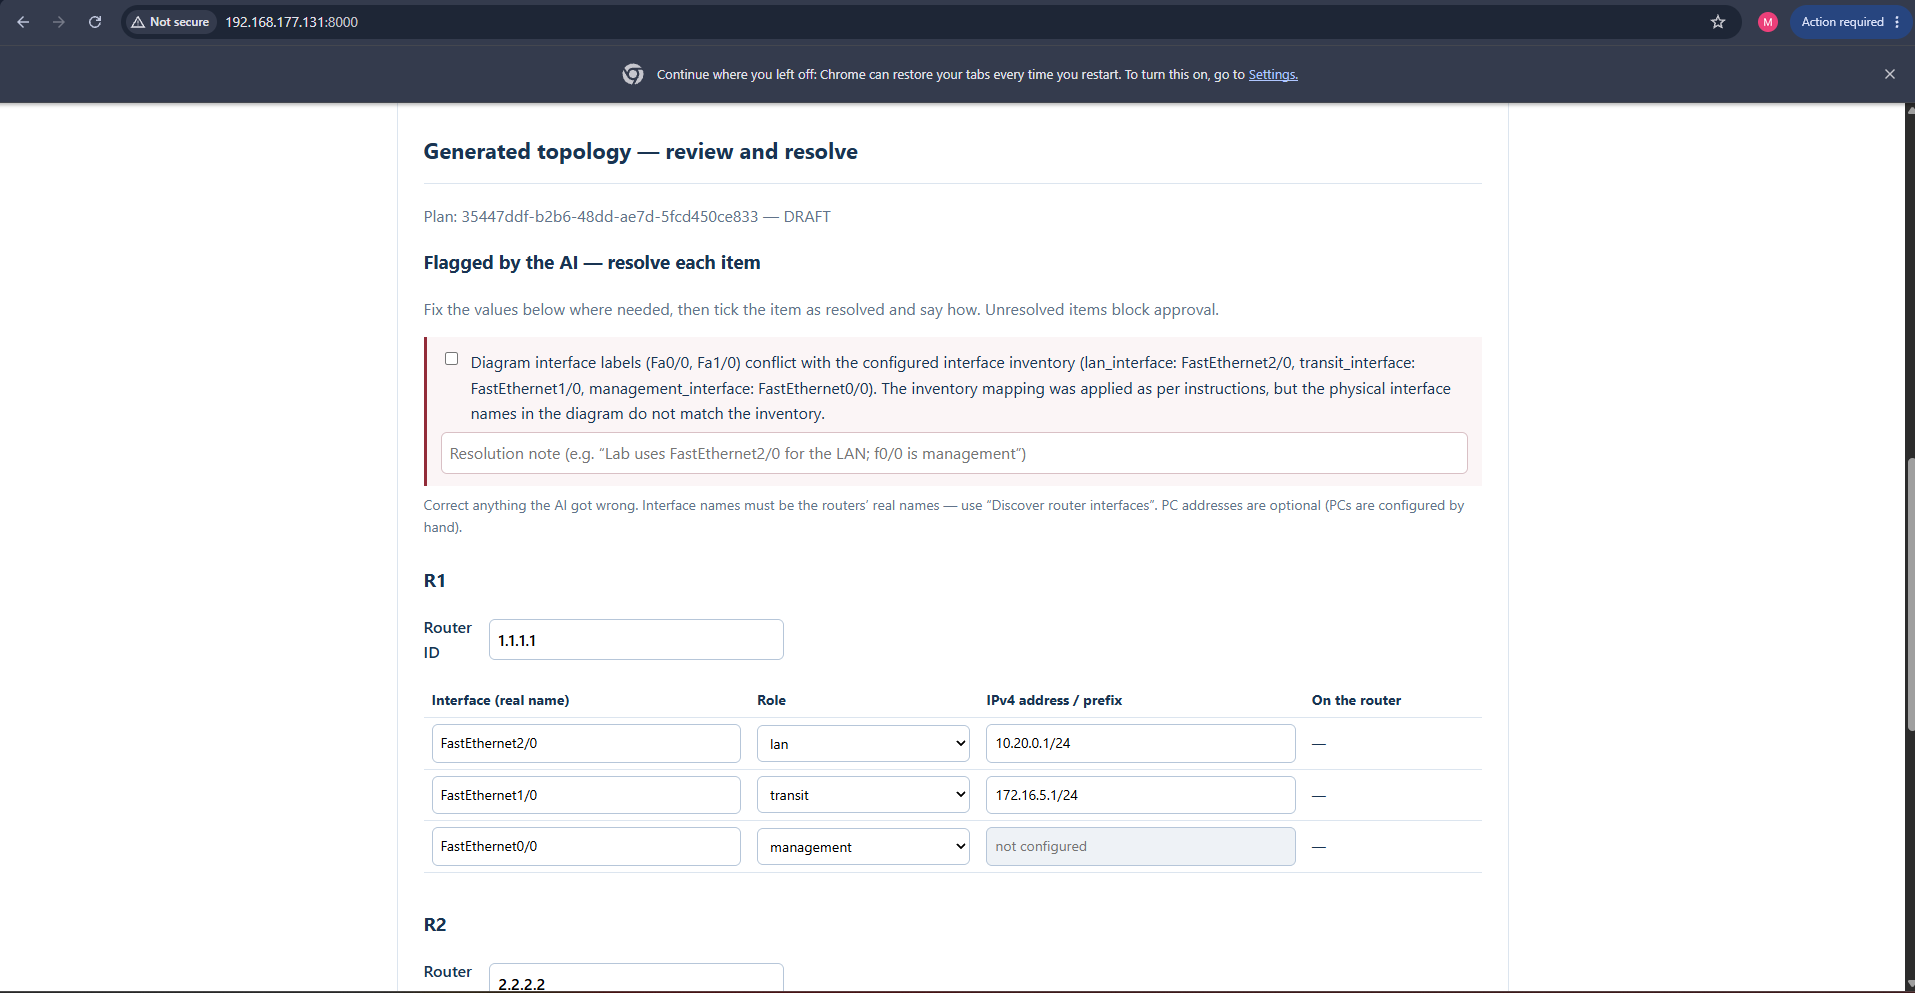 Not secure
192.168.177.131:8000
M
Action required
Continue where you left off: Chrome can restore your tabs every time you restart. To turn this on, go to Settings.
Generated topology — review and resolve
Plan: 35447ddf-b2b6-48dd-ae7d-5fcd450ce833 — DRAFT
Flagged by the AI — resolve each item
Fix the values below where needed, then tick the item as resolved and say how. Unresolved items block approval.
Diagram interface labels (Fa0/0, Fa1/0) conflict with the configured interface inventory (lan_interface: FastEthernet2/0, transit_interface:
FastEthernet1/0, management_interface: FastEthernet0/0). The inventory mapping was applied as per instructions, but the physical interface
names in the diagram do not match the inventory.
Resolution note (e.g. “Lab uses FastEthernet2/0 for the LAN; f0/0 is management”)
Correct anything the AI got wrong. Interface names must be the routers’ real names — use “Discover router interfaces”. PC addresses are optional (PCs are configured by
hand).
R1
Router
ID
1.1.1.1
Interface (real name) Role IPv4 address / prefix On the router
FastEthernet2/0 lan 10.20.0.1/24 —
FastEthernet1/0 transit 172.16.5.1/24 —
FastEthernet0/0 management not configured —
R2
Router
2.2.2.2